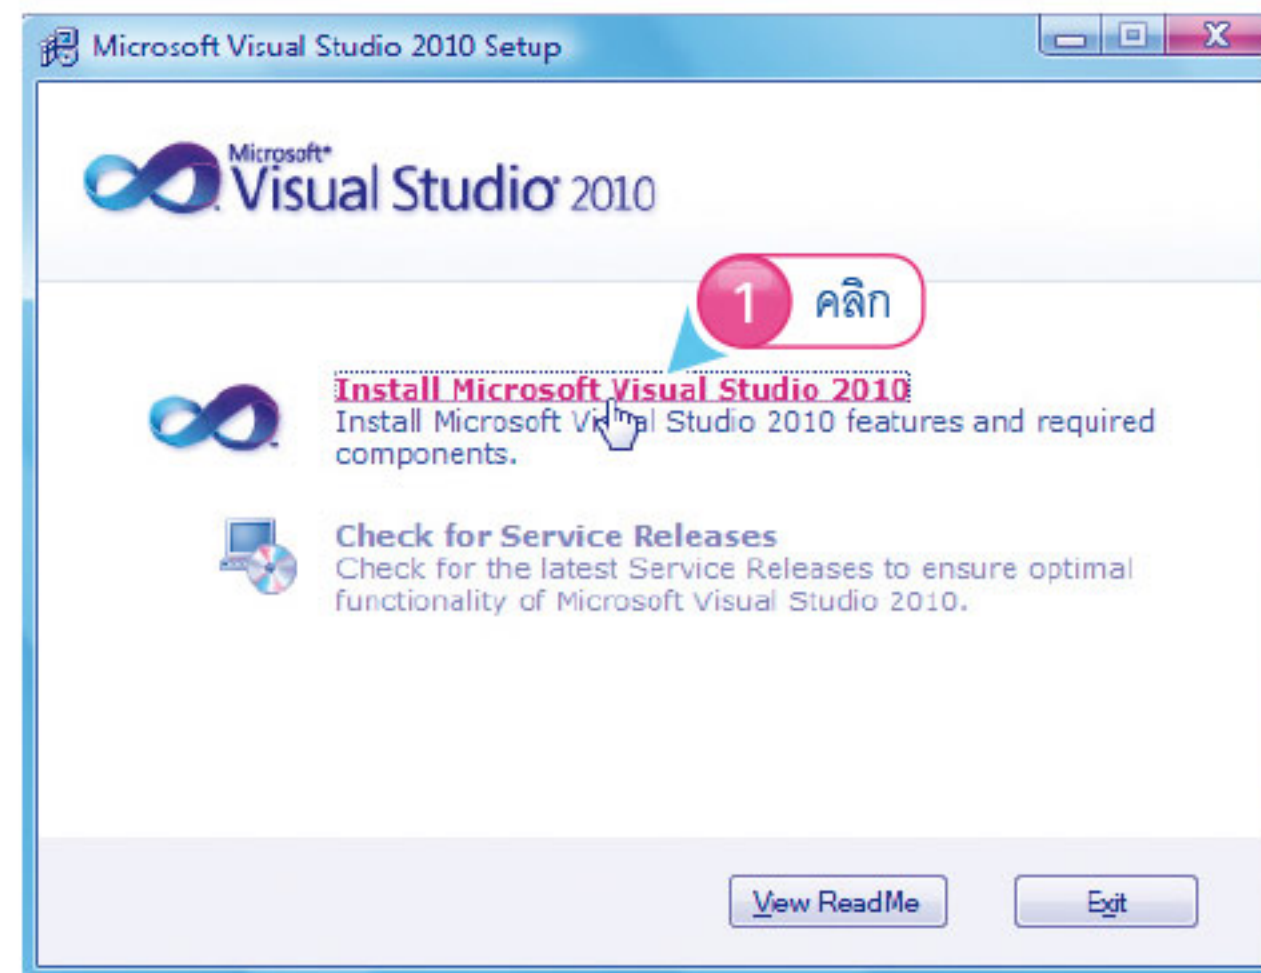 Microsoft Visual Studio 2010 Setup
Microsoft®
Visual Studio® 2010
1 คลิก
Install Microsoft Visual Studio 2010
Install Microsoft Visual Studio 2010 features and required
components.
Check for Service Releases
Check for the latest Service Releases to ensure optimal
functionality of Microsoft Visual Studio 2010.
View ReadMe
Exit